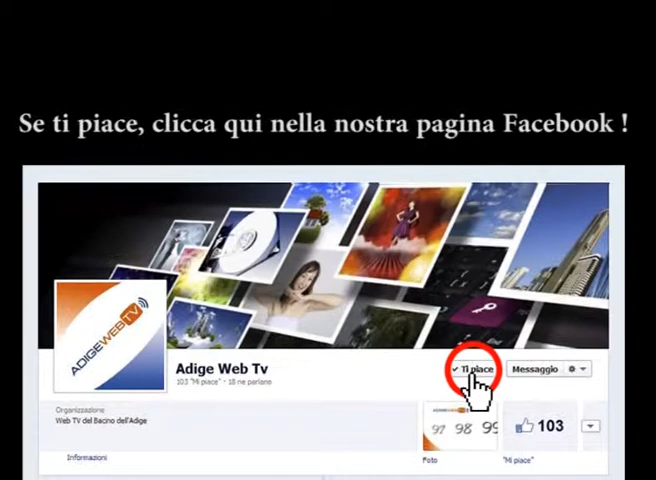 Se ti piace, clicca qui nella nostra pagina Facebook !
ADIGEWEBTV
Adige Web Tv
103 "Mi piace" · 18 ne parlano
✓ Ti piace
Messaggio
Organizzazione
Web TV del Bacino dell'Adige
97 98 99
103
Informazioni
Foto
"Mi piace"